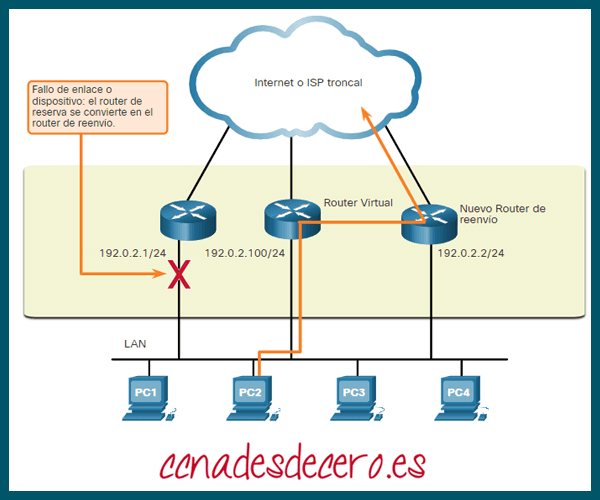 Internet o ISP troncal
Fallo de enlace o
dispositivo: el router de
reserva se convierte en el
router de reenvío.
Router Virtual
Nuevo Router de
reenvío
192.0.2.1/24
192.0.2.100/24
192.0.2.2/24
LAN
PC1
PC2
PC3
PC4
ccnadesdecero.es